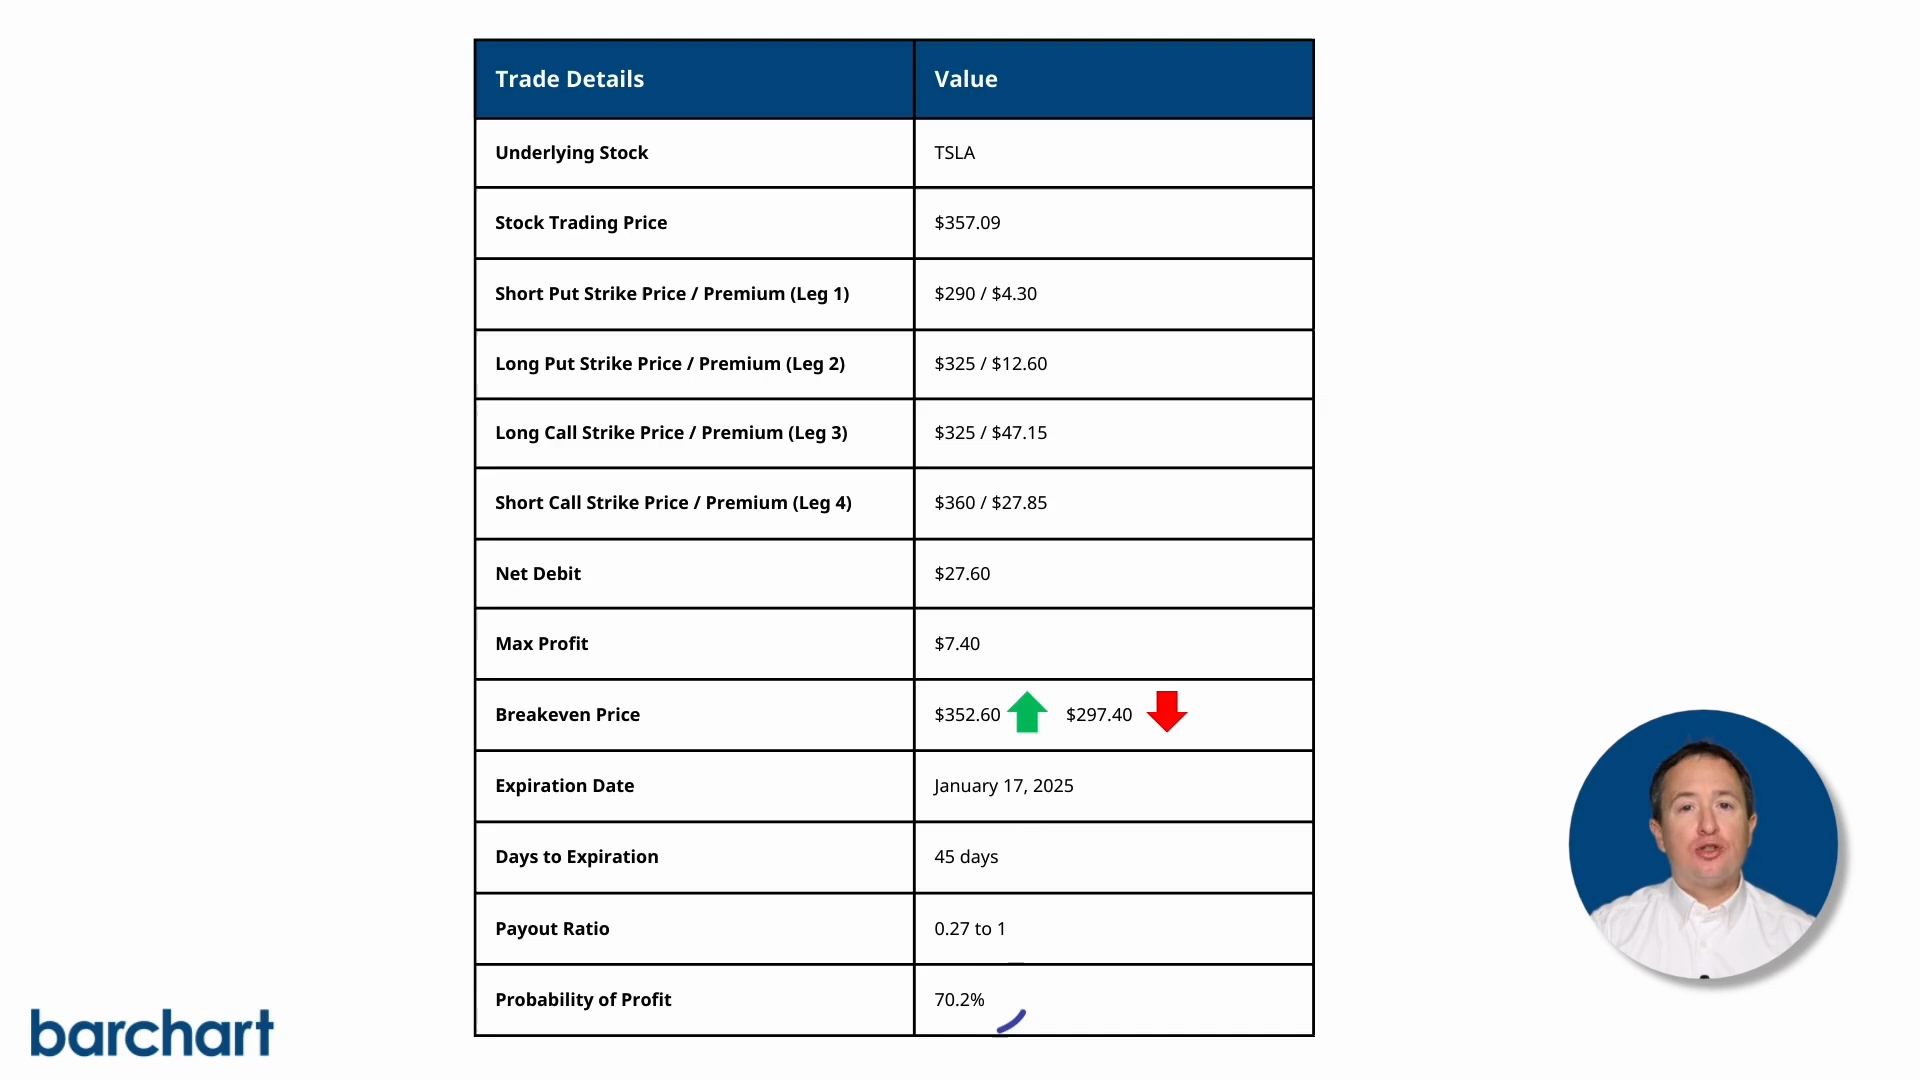 Trade Details Value
Underlying Stock TSLA
Stock Trading Price $357.09
Short Put Strike Price / Premium (Leg 1) $290 / $4.30
Long Put Strike Price / Premium (Leg 2) $325 / $12.60
Long Call Strike Price / Premium (Leg 3) $325 / $47.15
Short Call Strike Price / Premium (Leg 4) $360 / $27.85
Net Debit $27.60
Max Profit $7.40
Breakeven Price $352.60 $297.40
Expiration Date January 17, 2025
Days to Expiration 45 days
Payout Ratio 0.27 to 1
Probability of Profit 70.2%
barchart